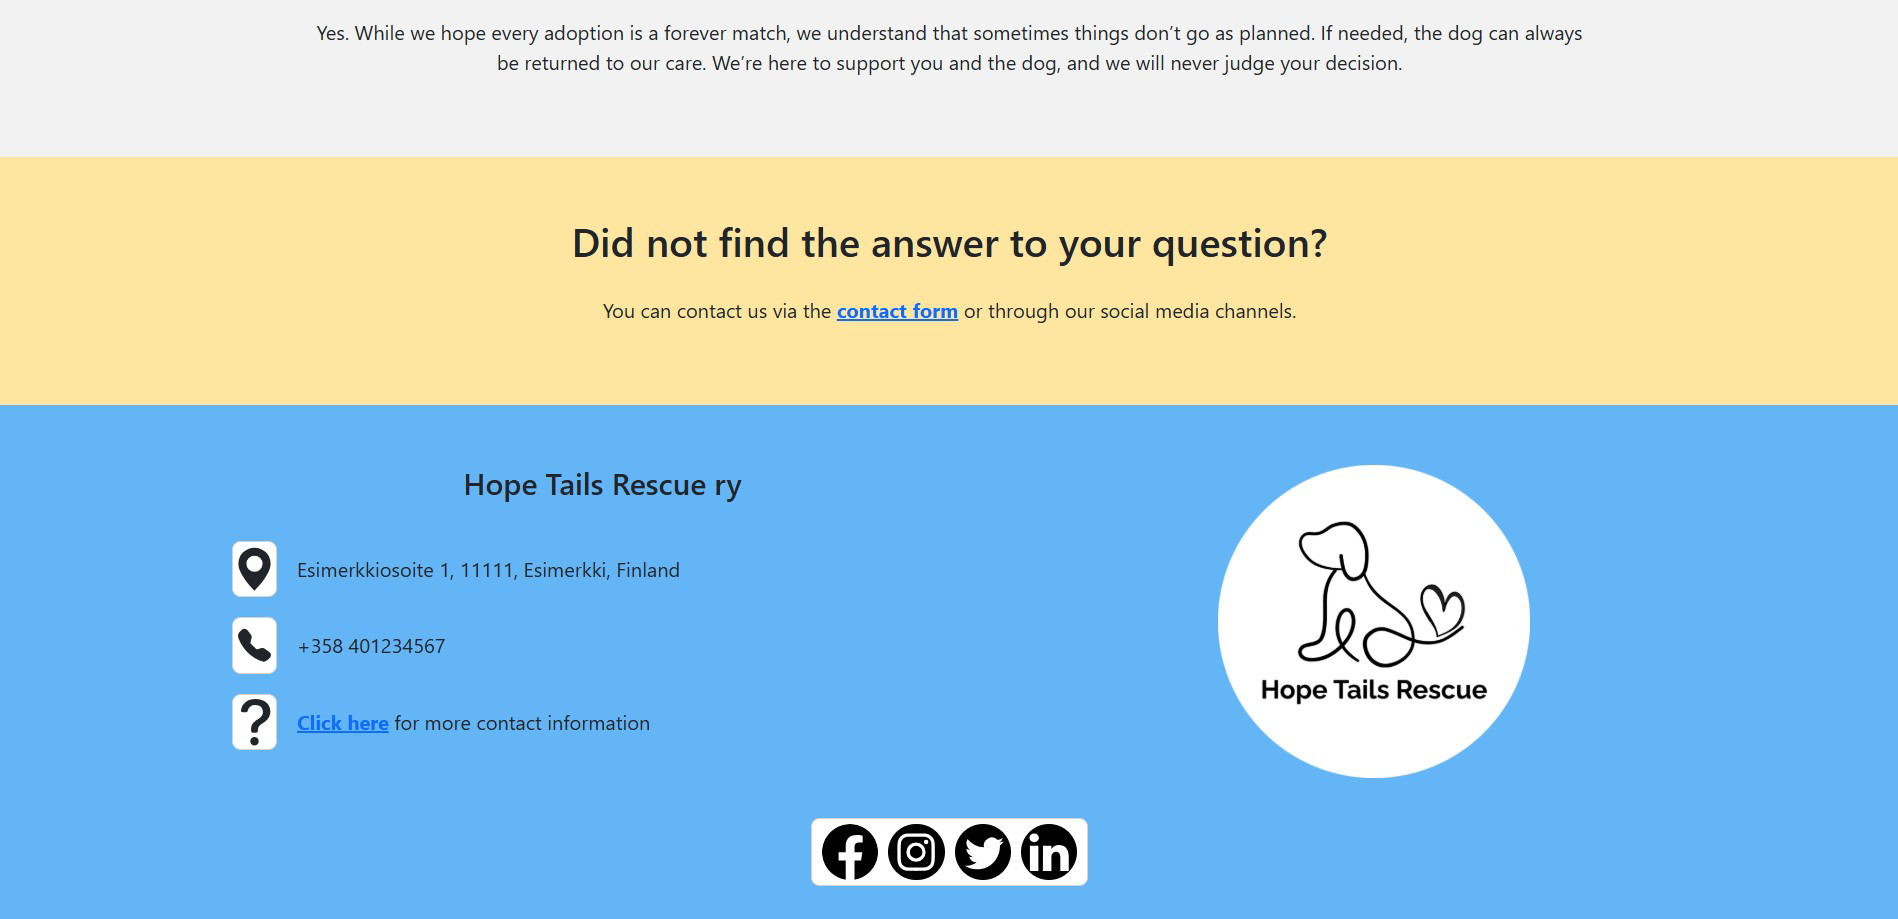 Yes. While we hope every adoption is a forever match, we understand that sometimes things don’t go as planned. If needed, the dog can always
be returned to our care. We’re here to support you and the dog, and we will never judge your decision.
Did not find the answer to your question?
You can contact us via the contact form or through our social media channels.
Hope Tails Rescue ry
Esimerkkiosoite 1, 11111, Esimerkki, Finland
+358 401234567
Click here for more contact information
Hope Tails Rescue